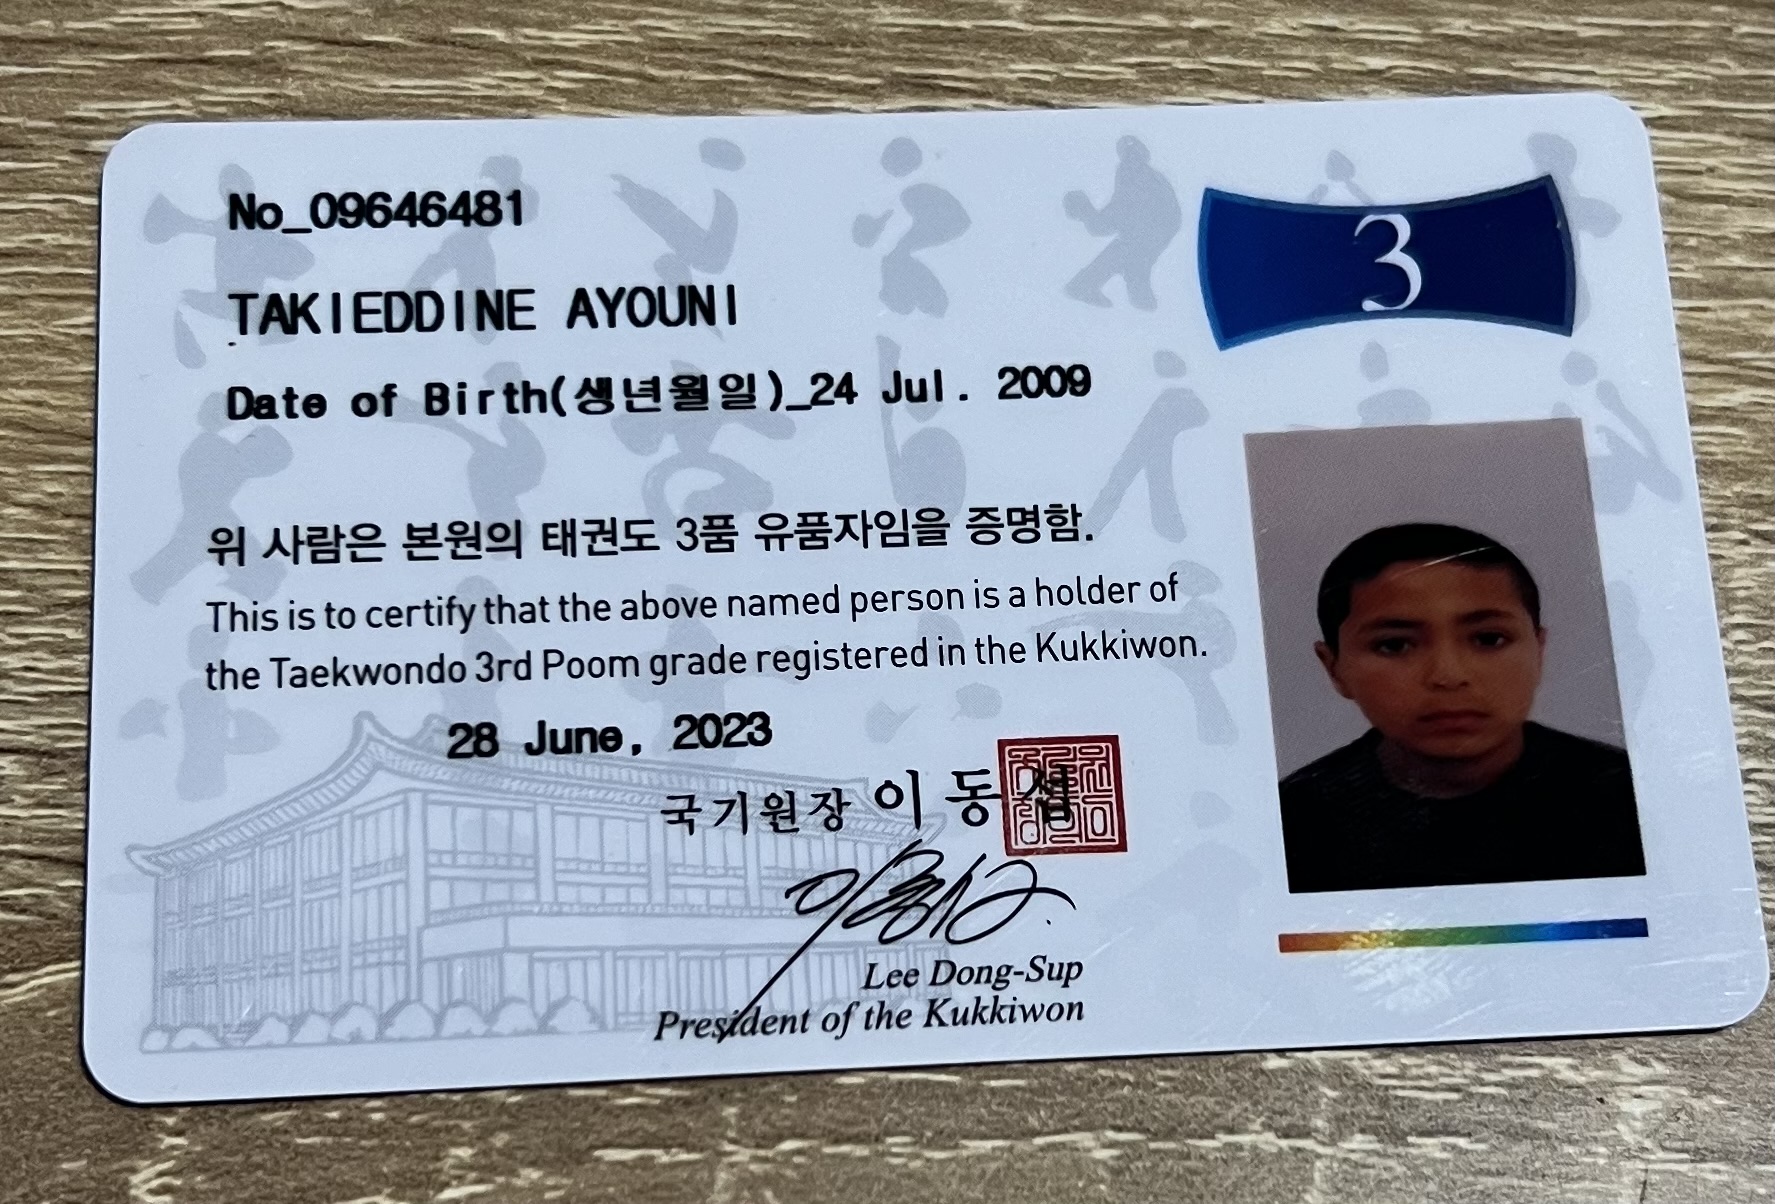 No_09646481
3
TAKIEDDINE AYOUNI
Date of Birth(생년월일)_24 Jul. 2009
위 사람은 본원의 태권도 3품 유품자임을 증명함.
This is to certify that the above named person is a holder of
the Taekwondo 3rd Poom grade registered in the Kukkiwon.
28 June, 2023
국기원장 이 동 섭
Lee Dong-Sup
President of the Kukkiwon